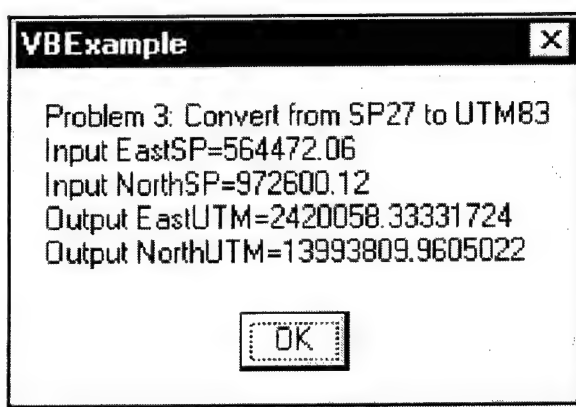 VBExample
Problem 3: Convert from SP27 to UTM83
Input EastSP=564472.06
Input NorthSP=972600.12
Output EastUTM=2420058.33331724
Output NorthUTM=13993809.9605022
OK